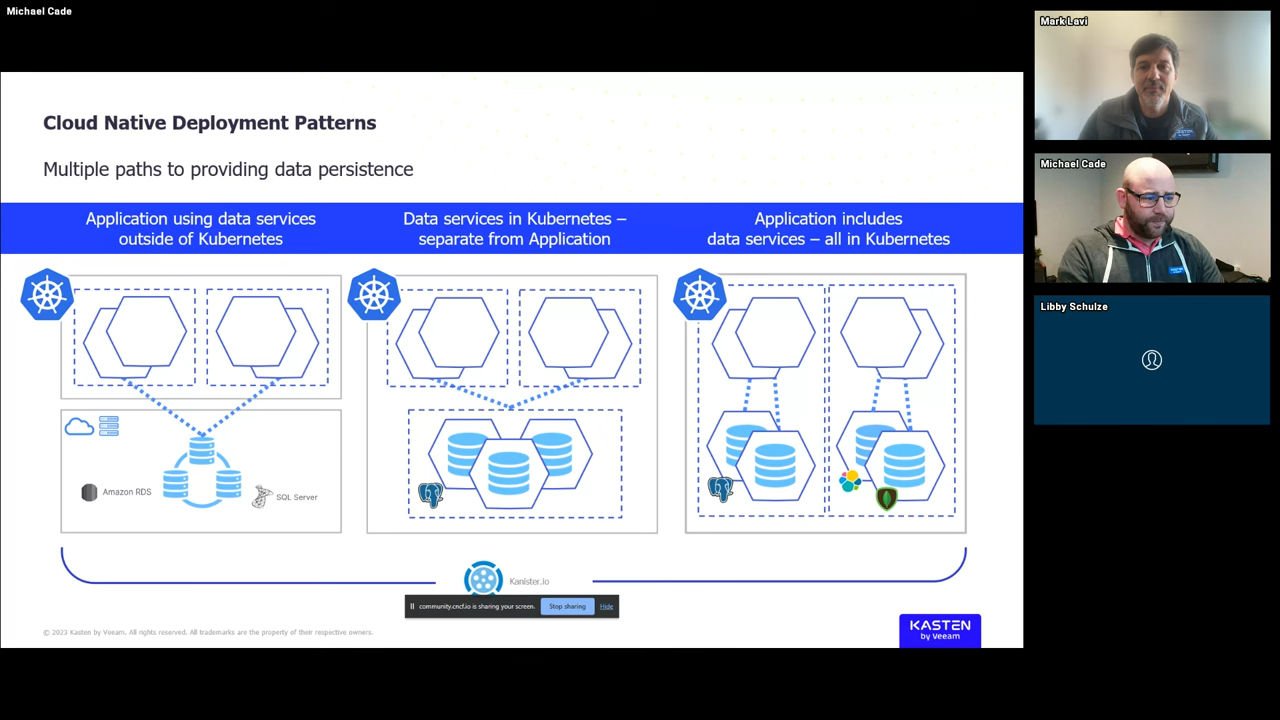 Michael Cade
Cloud Native Deployment Patterns
Multiple paths to providing data persistence
Application using data services
outside of Kubernetes
Data services in Kubernetes –
separate from Application
Application includes
data services – all in Kubernetes
Amazon RDS
SQL Server
Kanister.io
community.cncf.io is sharing your screen.
Stop sharing
Hide
© 2023 Kasten by Veeam. All rights reserved. All trademarks are the property of their respective owners.
KASTEN
by Veeam
Mark Lavi
KASTEN
Michael Cade
Libby Schulze